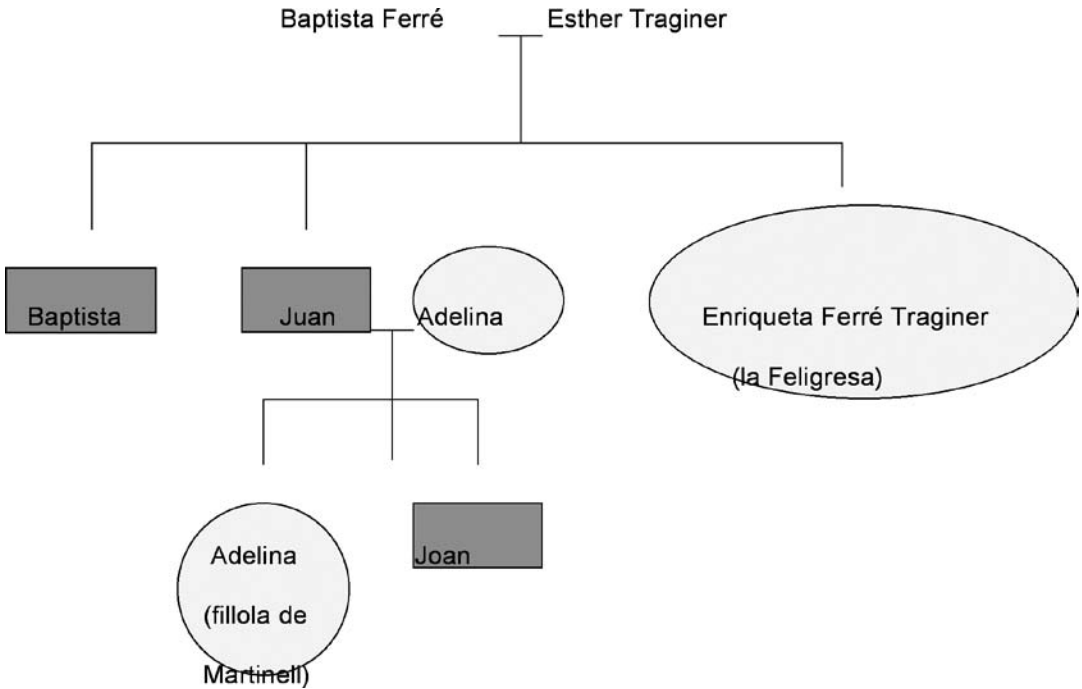 Baptista Ferré
Esther Traginer
Baptista
Juan
Adelina
Enriqueta Ferré Traginer
(la Feligresa)
Adelina
(fillola de
Martinell)
Joan